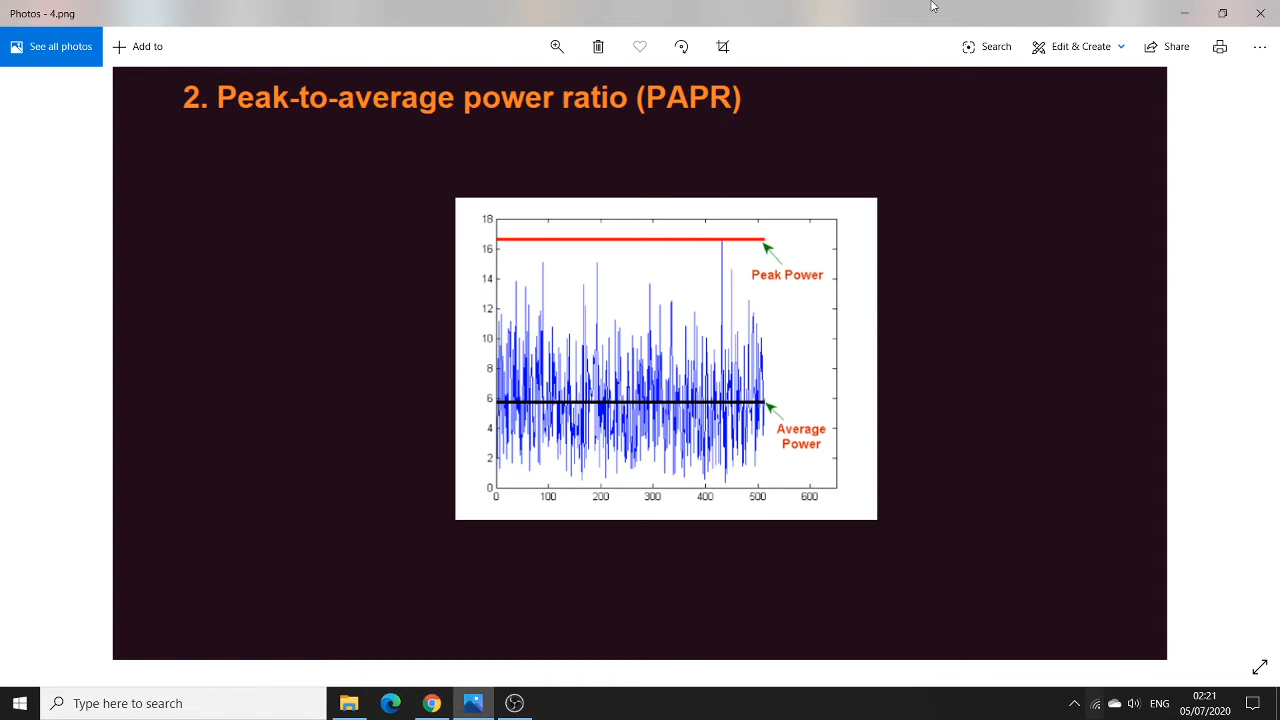 Photos - 4.png
See all photos
Add to
Search
Edit & Create
Share
2. Peak-to-average power ratio (PAPR)
18
16
14
12
10
8
6
4
2
0
Peak Power
Average
Power
0 100 200 300 400 500 600
Type here to search
ENG
02:21
05/07/2020